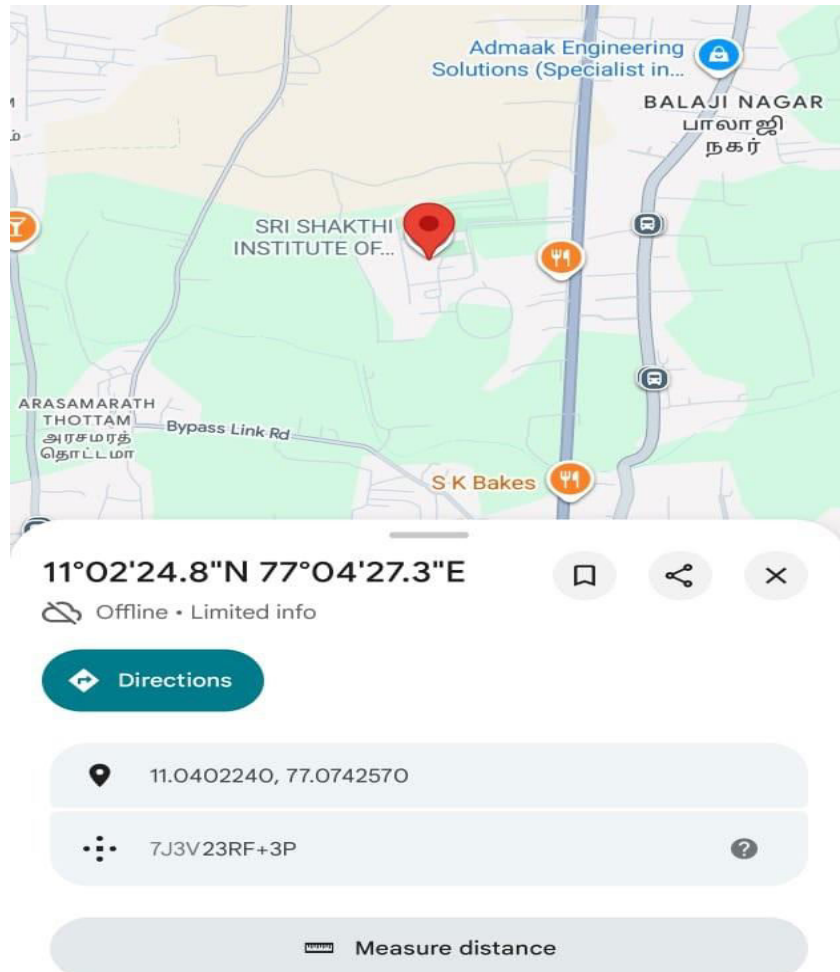 Admaak Engineering
Solutions (Specialist in...
BALAJI NAGAR
பாலாஜி
நகர்
SRI SHAKTHI
INSTITUTE OF...
ARASAMARATH
THOTTAM
அரசமரத்
தொட்டமா
Bypass Link Rd
S K Bakes
11°02'24.8"N 77°04'27.3"E
Offline • Limited info
Directions
11.0402240, 77.0742570
7J3V23RF+3P
Measure distance